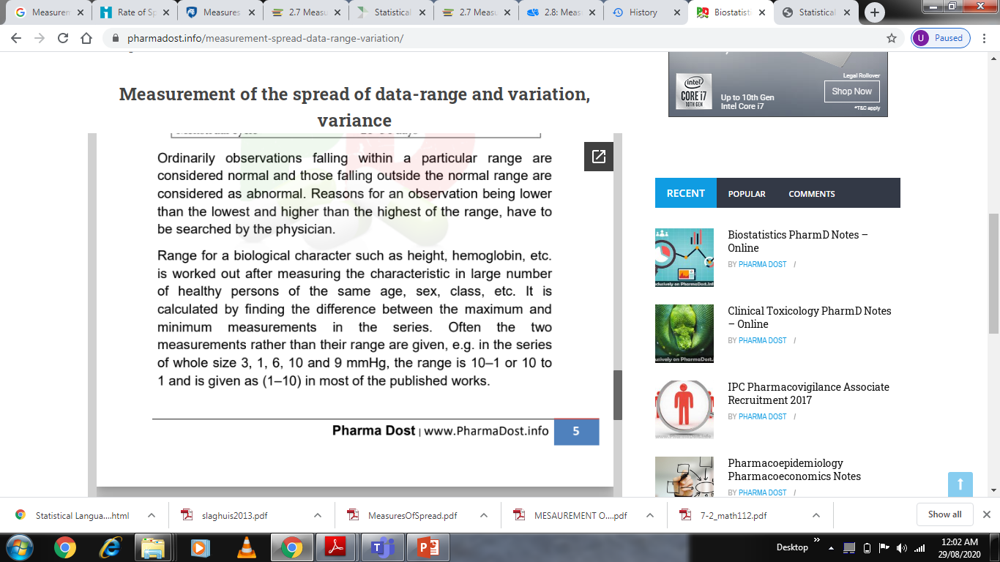 Measurem
Rate of Sp
Measures
2.7 Measu
Statistical
2.7 Measu
2.8: Meas
History
Biostatisti
Statistical
pharmadost.info/measurement-spread-data-range-variation/
U Paused
Measurement of the spread of data-range and variation,
variance
Ordinarily observations falling within a particular range are
considered normal and those falling outside the normal range are
considered as abnormal. Reasons for an observation being lower
than the lowest and higher than the highest of the range, have to
be searched by the physician.
Range for a biological character such as height, hemoglobin, etc.
is worked out after measuring the characteristic in large number
of healthy persons of the same age, sex, class, etc. It is
calculated by finding the difference between the maximum and
minimum measurements in the series. Often the two
measurements rather than their range are given, e.g. in the series
of whole size 3, 1, 6, 10 and 9 mmHg, the range is 10–1 or 10 to
1 and is given as (1–10) in most of the published works.
Pharma Dost | www.PharmaDost.info 5
Legal Rollover
intel
CORE i7
10TH GEN
Up to 10th Gen
Intel Core i7
Shop Now
*T&C apply
RECENT POPULAR COMMENTS
Biostatistics PharmD Notes –
Online
BY PHARMA DOST /
Clinical Toxicology PharmD Notes
– Online
BY PHARMA DOST /
IPC Pharmacovigilance Associate
Recruitment 2017
BY PHARMA DOST /
Pharmacoepidemiology
Pharmacoeconomics Notes
BY PHARMA DOST /
Statistical Langua....html
slaghuis2013.pdf
MeasuresOfSpread.pdf
MESAUREMENT O....pdf
7-2_math112.pdf
Show all
Desktop
12:02 AM
29/08/2020